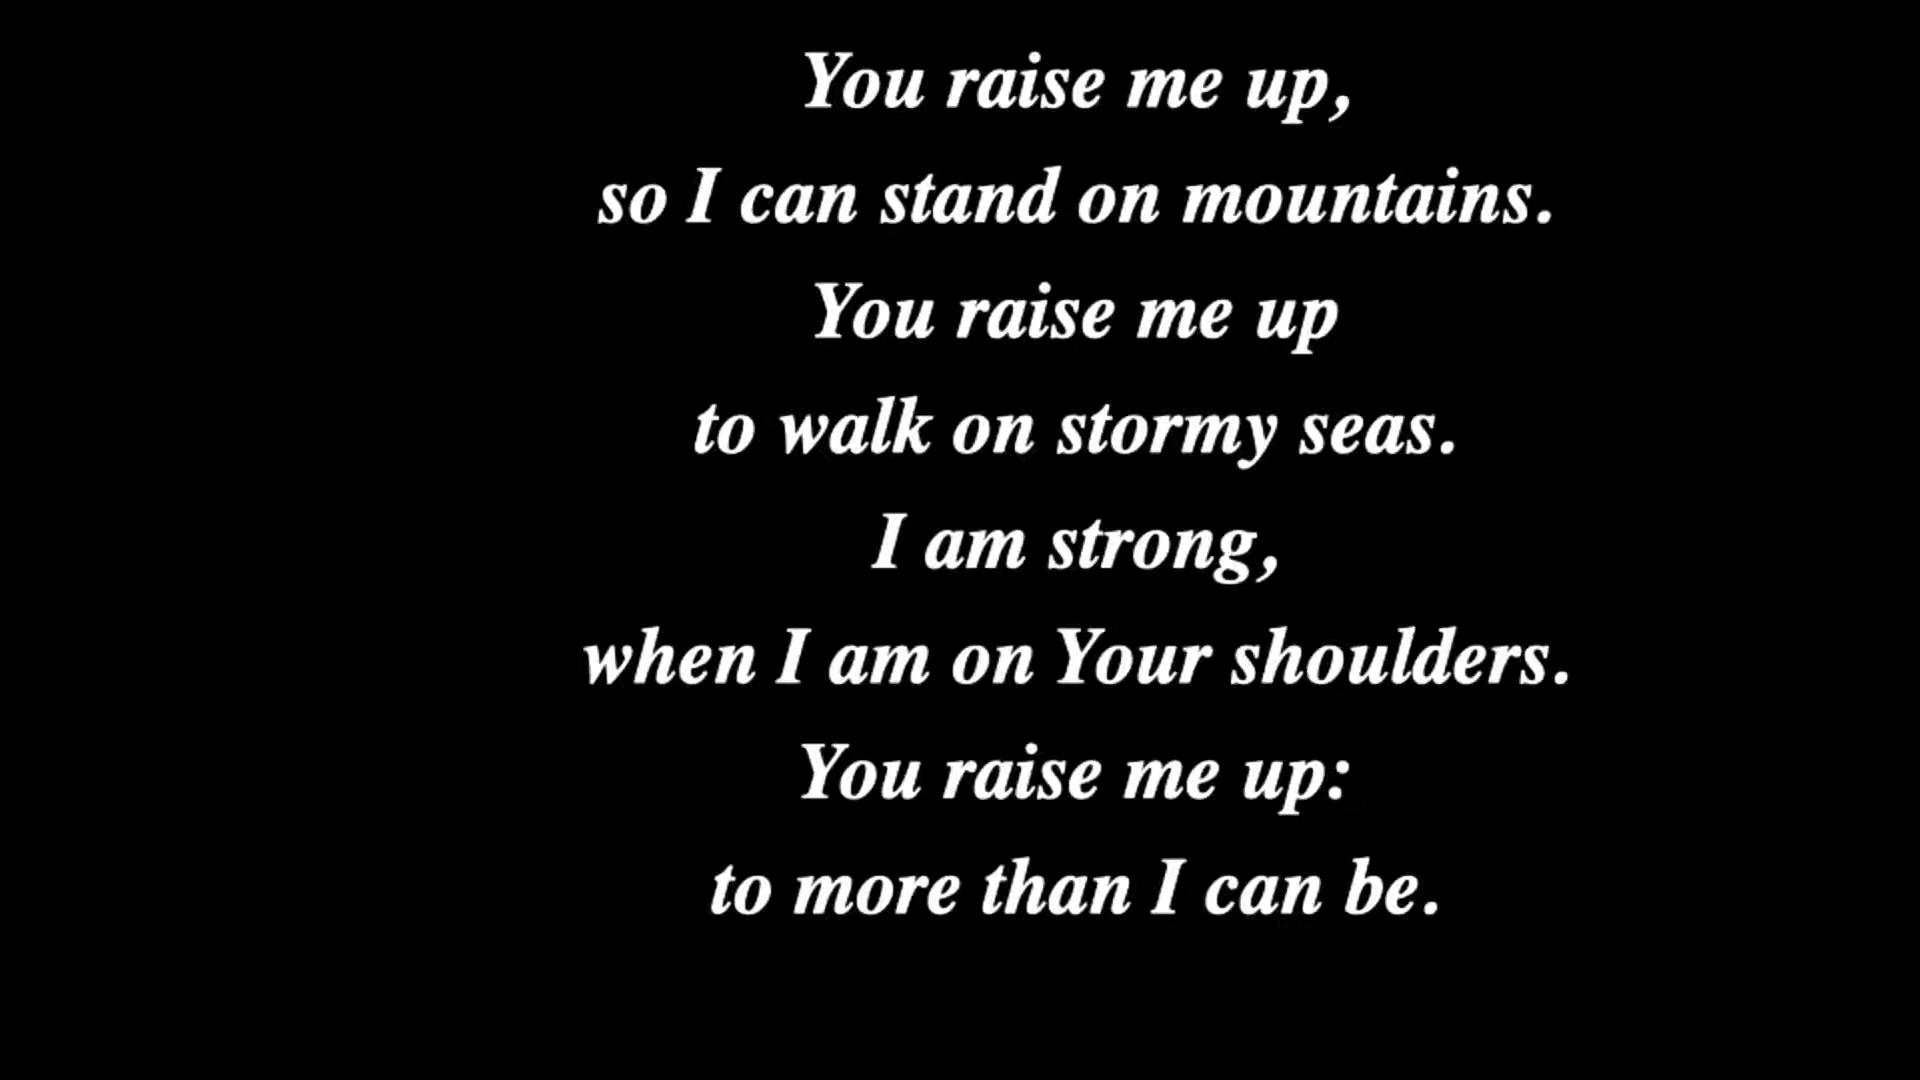 You raise me up,
so I can stand on mountains.
You raise me up
to walk on stormy seas.
I am strong,
when I am on Your shoulders.
You raise me up:
to more than I can be.